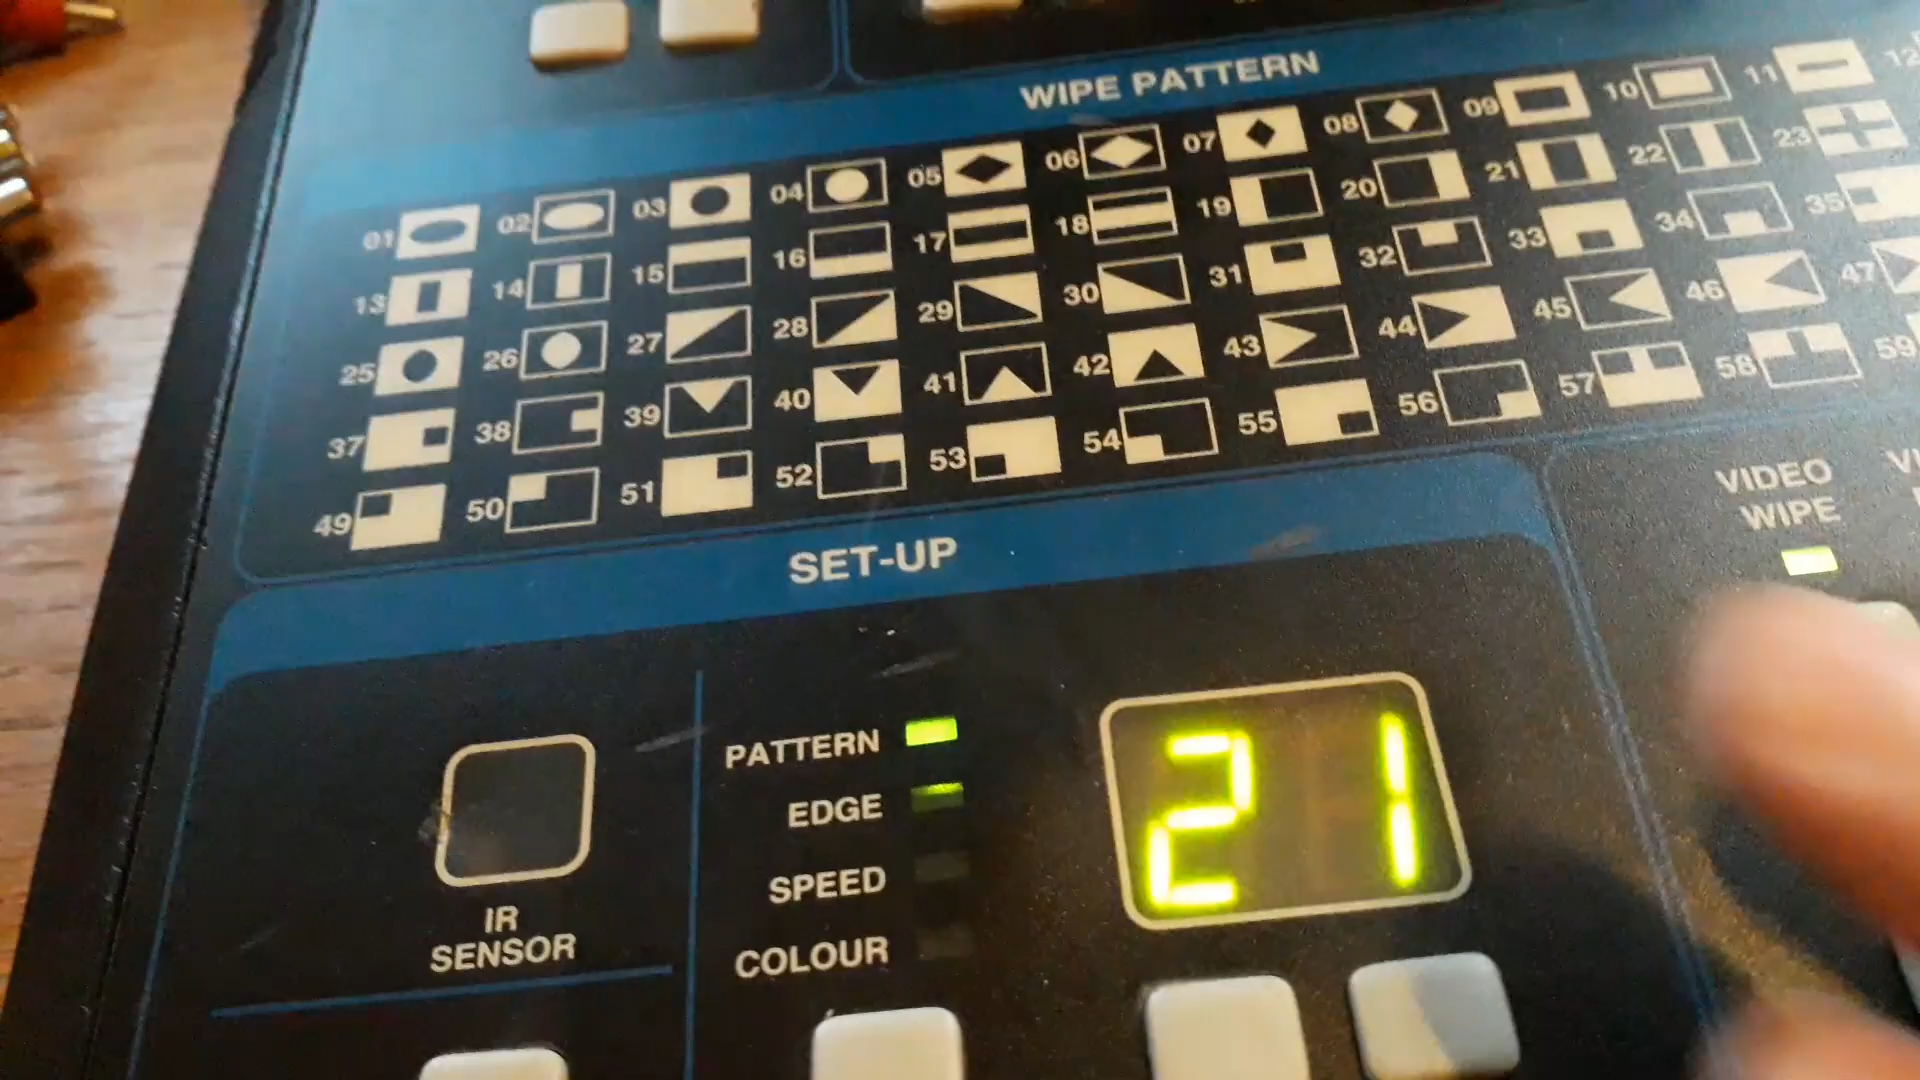 WIPE PATTERN
01 02 03 04 05 06 07 08 09 10 11 12
13 14 15 16 17 18 19 20 21 22 23
25 26 27 28 29 30 31 32 33 34 35
37 38 39 40 41 42 43 44 45 46 47
49 50 51 52 53 54 55 56 57 58 59
SET-UP
VIDEO
WIPE
PATTERN
EDGE
SPEED
COLOUR
21
IR
SENSOR